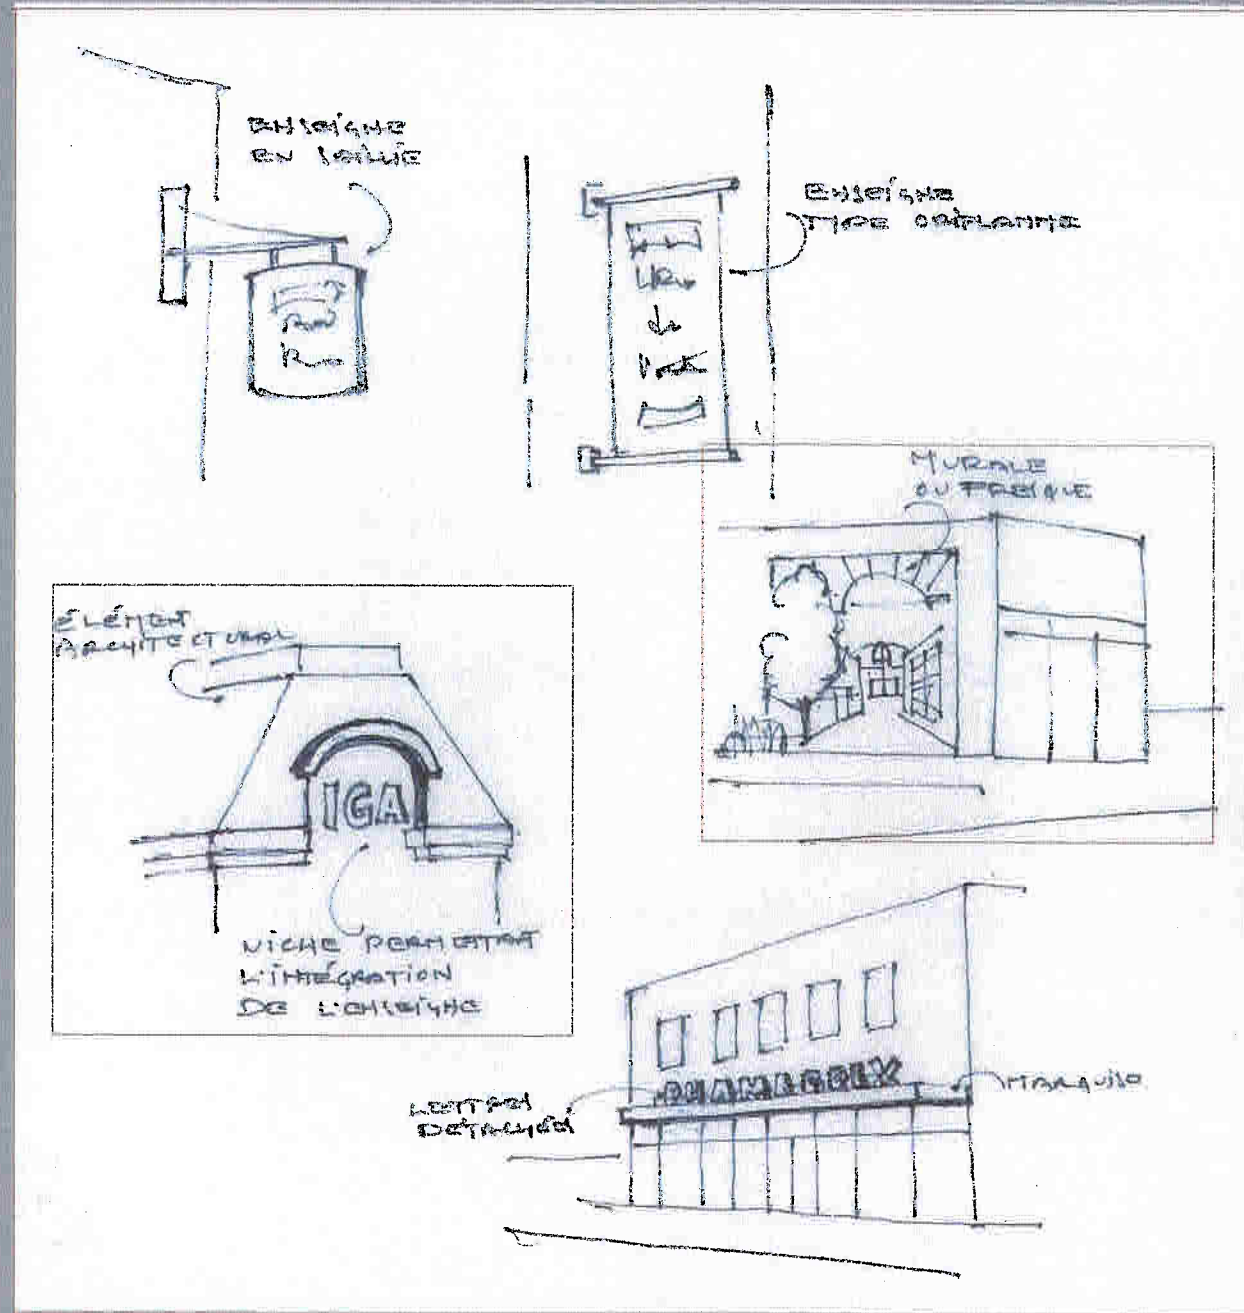 ENSEIGNE
EN SAILLIE
ENSEIGNE
TYPE ORIFLAMME
MURALE
OU FRESQUE
ÉLÉMENT
ARCHITECTURAL
IGA
NICHE PERMETTANT
L'INTÉGRATION
DE L'ENSEIGNE
LETTRES
DÉTACHÉES
MARQUISE